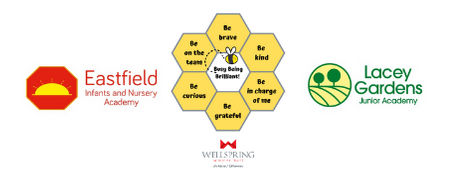 Eastfield
Infants and Nursery
Academy
Be
brave
Be
on the
team
Be
kind
Busy Being
Brilliant!
Be
curious
Be
in charge
of me
Be
grateful
Lacey
Gardens
Junior Academy
WELLSPRING